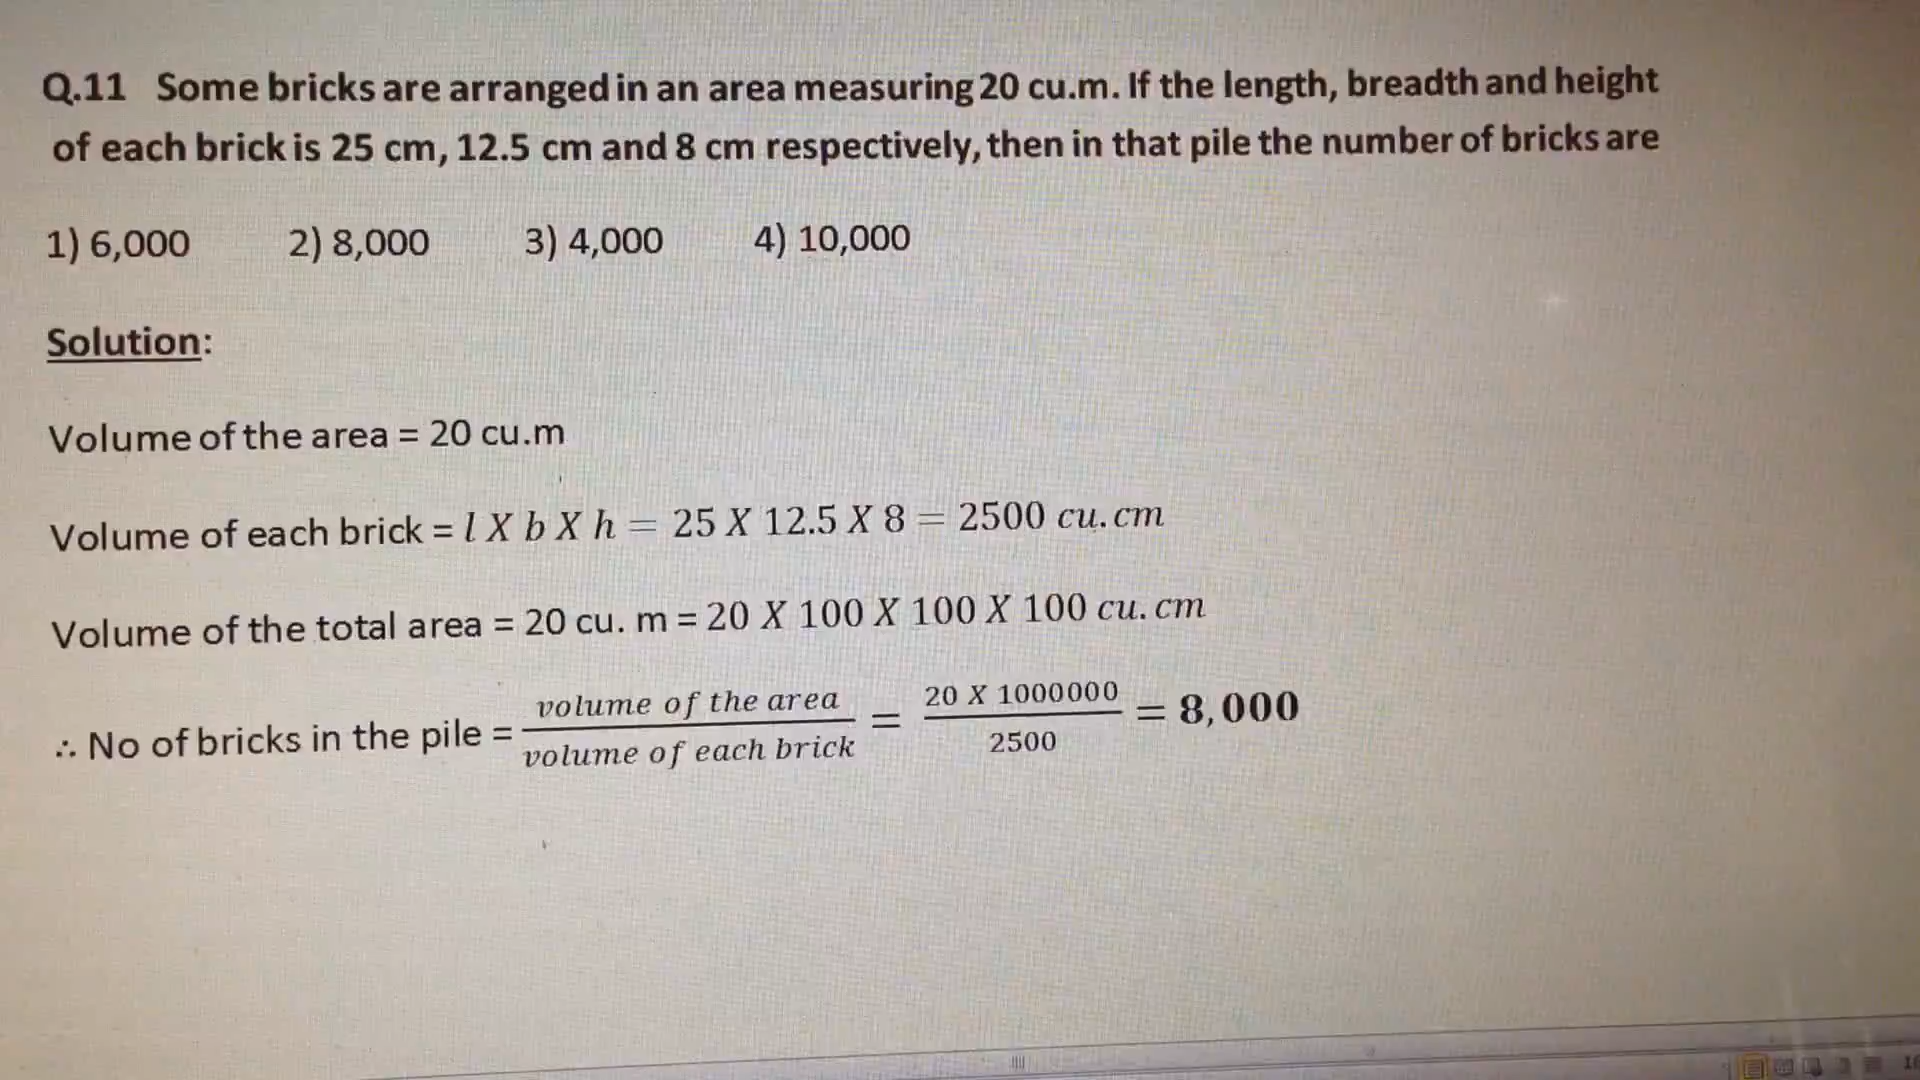 Q.11 Some bricks are arranged in an area measuring 20 cu.m. If the length, breadth and height
of each brick is 25 cm, 12.5 cm and 8 cm respectively, then in that pile the number of bricks are
1) 6,000 2) 8,000 3) 4,000 4) 10,000
Solution:
Volume of the area = 20 cu.m
Volume of each brick = l X b X h = 25 X 12.5 X 8 = 2500 cu.cm
Volume of the total area = 20 cu. m = 20 X 100 X 100 X 100 cu.cm
∴ No of bricks in the pile = volume of the area / volume of each brick = 20 X 1000000 / 2500 = 8,000